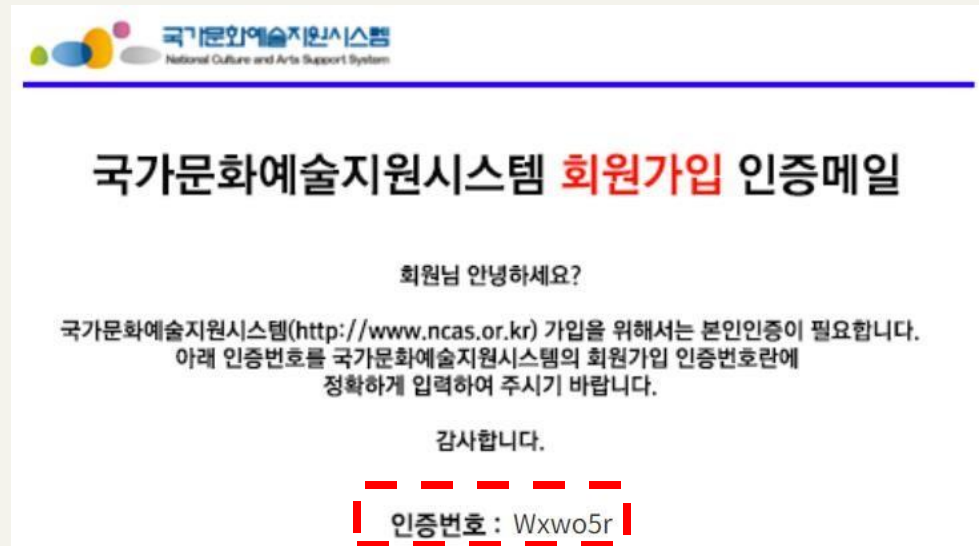 국가문화예술지원시스템
National Culture and Arts Support System
국가문화예술지원시스템 회원가입 인증메일
회원님 안녕하세요?
국가문화예술지원시스템(http://www.ncas.or.kr) 가입을 위해서는 본인인증이 필요합니다.
아래 인증번호를 국가문화예술지원시스템의 회원가입 인증번호란에
정확하게 입력하여 주시기 바랍니다.
감사합니다.
인증번호 : Wxwo5r